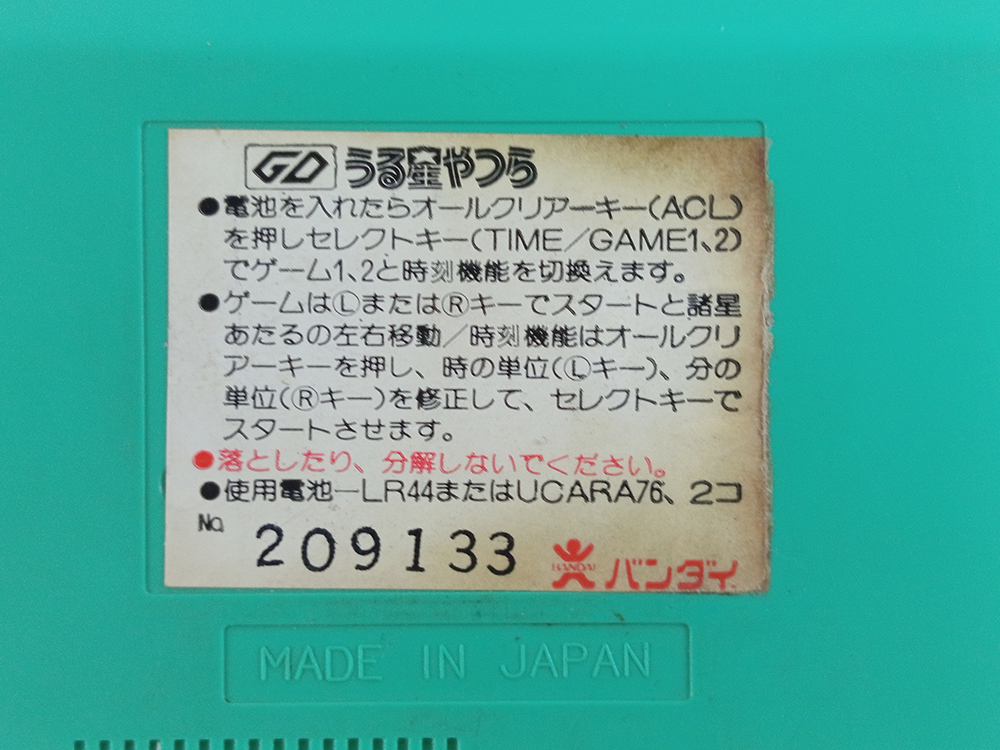 GD うる星やつら
●電池を入れたらオールクリアーキー(ACL)
を押しセレクトキー(TIME/GAME1、2)
でゲーム1、2と時刻機能を切換えます。
●ゲームはⓁまたはⓇキーでスタートと諸星
あたるの左右移動/時刻機能はオールクリ
アーキーを押し、時の単位(Ⓛキー)、分の
単位(Ⓡキー)を修正して、セレクトキーで
スタートさせます。
●落としたり、分解しないでください。
●使用電池—LR44またはUCARA76、2コ
No. 209133 BANDAI バンダイ
MADE IN JAPAN